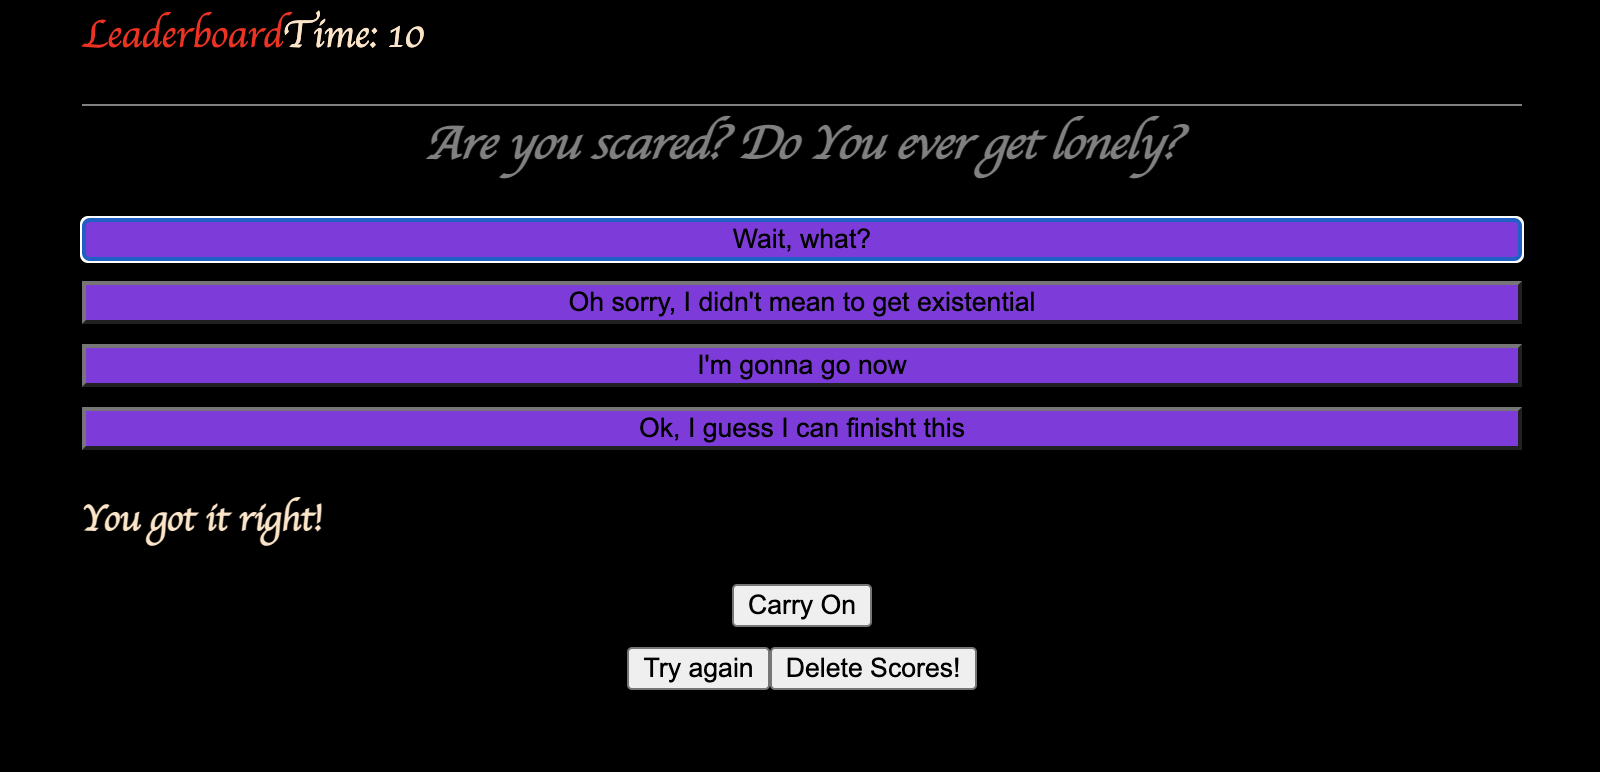 LeaderboardTime: 10
Are you scared? Do You ever get lonely?
Wait, what?
Oh sorry, I didn't mean to get existential
I'm gonna go now
Ok, I guess I can finisht this
You got it right!
Carry On
Try again Delete Scores!